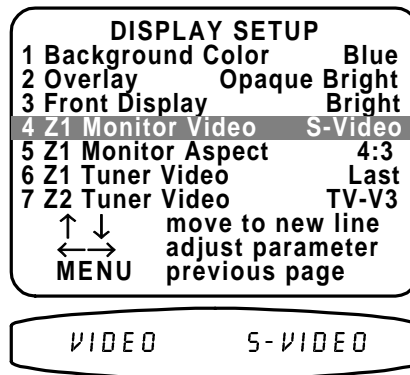 DISPLAY SETUP
1 Background Color Blue
2 Overlay Opaque Bright
3 Front Display Bright
4 Z1 Monitor Video S-Video
5 Z1 Monitor Aspect 4:3
6 Z1 Tuner Video Last
7 Z2 Tuner Video TV-V3
↑ ↓ move to new line
←→ adjust parameter
MENU previous page
VIDEO S-VIDEO